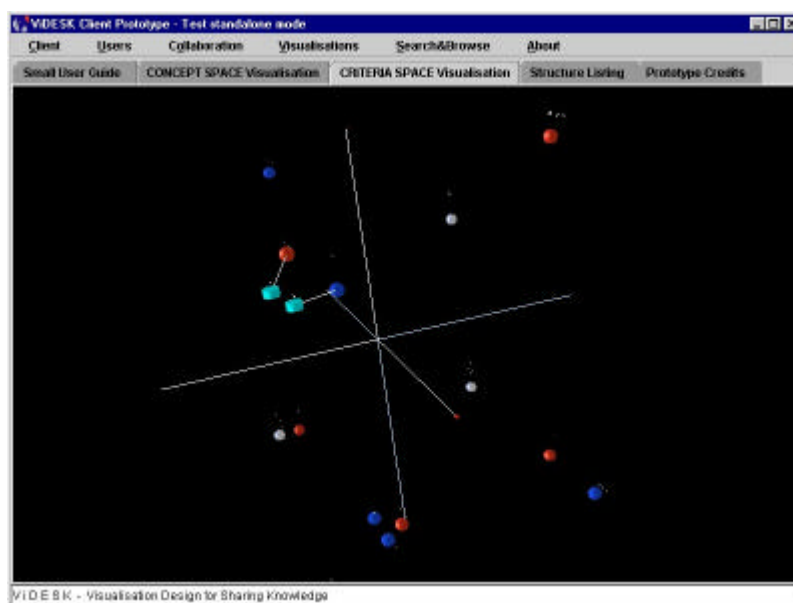 ViDESK Client Prototype - Test standalone mode
Client Users Collaboration Visualisations Search&Browse About
Small User Guide CONCEPT SPACE Visualisation CRITERIA SPACE Visualisation Structure Listing Prototype Credits
V i D E S K - Visualisation Design for Sharing Knowledge